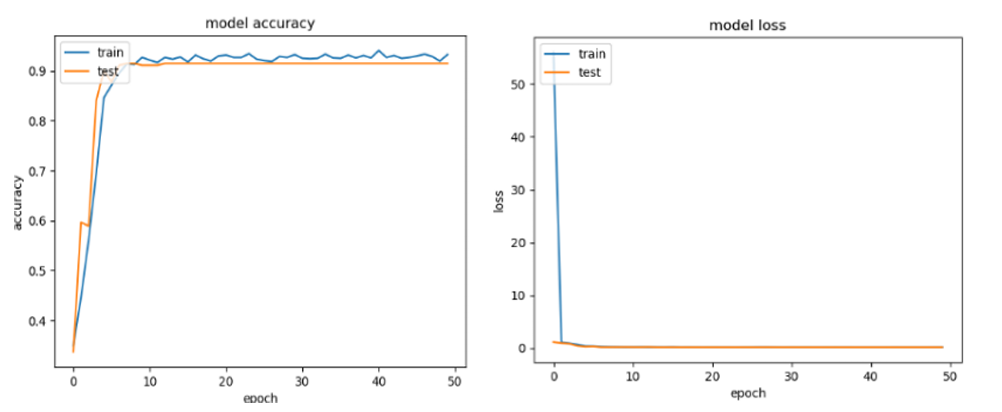 model accuracy
train
test
0.9
0.8
0.7
0.6
0.5
0.4
accuracy
0 10 20 30 40 50
epoch
model loss
train
test
50
40
30
20
10
0
loss
0 10 20 30 40 50
epoch